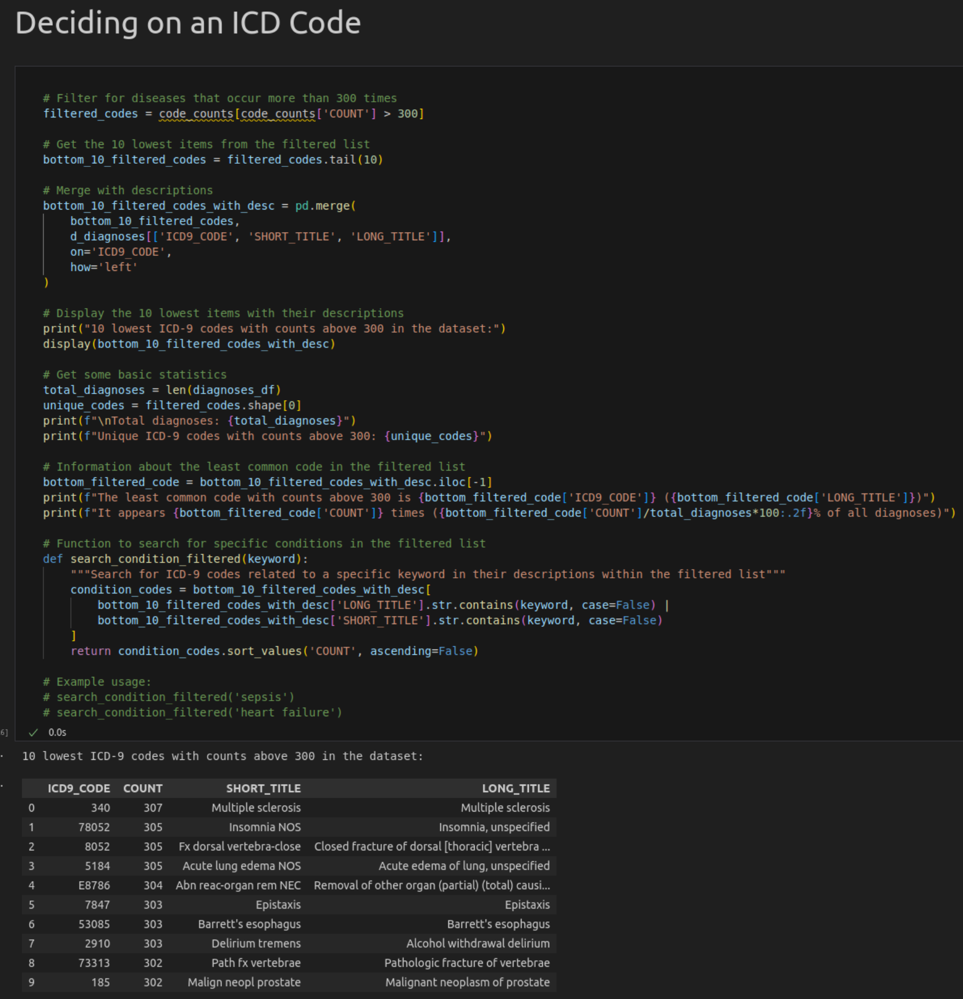 Deciding on an ICD Code
# Filter for diseases that occur more than 300 times
filtered_codes = code_counts[code_counts['COUNT'] > 300]
# Get the 10 lowest items from the filtered list
bottom_10_filtered_codes = filtered_codes.tail(10)
# Merge with descriptions
bottom_10_filtered_codes_with_desc = pd.merge(
    bottom_10_filtered_codes,
    d_diagnoses[['ICD9_CODE', 'SHORT_TITLE', 'LONG_TITLE']],
    on='ICD9_CODE',
    how='left'
)
# Display the 10 lowest items with their descriptions
print("10 lowest ICD-9 codes with counts above 300 in the dataset:")
display(bottom_10_filtered_codes_with_desc)
# Get some basic statistics
total_diagnoses = len(diagnoses_df)
unique_codes = filtered_codes.shape[0]
print(f"\nTotal diagnoses: {total_diagnoses}")
print(f"Unique ICD-9 codes with counts above 300: {unique_codes}")
# Information about the least common code in the filtered list
bottom_filtered_code = bottom_10_filtered_codes_with_desc.iloc[-1]
print(f"The least common code with counts above 300 is {bottom_filtered_code['ICD9_CODE']} ({bottom_filtered_code['LONG_TITLE']})")
print(f"It appears {bottom_filtered_code['COUNT']} times ({bottom_filtered_code['COUNT']/total_diagnoses*100:.2f}% of all diagnoses)")
# Function to search for specific conditions in the filtered list
def search_condition_filtered(keyword):
    """Search for ICD-9 codes related to a specific keyword in their descriptions within the filtered list"""
    condition_codes = bottom_10_filtered_codes_with_desc[
        bottom_10_filtered_codes_with_desc['LONG_TITLE'].str.contains(keyword, case=False) |
        bottom_10_filtered_codes_with_desc['SHORT_TITLE'].str.contains(keyword, case=False)
    ]
    return condition_codes.sort_values('COUNT', ascending=False)
# Example usage:
# search_condition_filtered('sepsis')
# search_condition_filtered('heart failure')
6] ✓ 0.0s
10 lowest ICD-9 codes with counts above 300 in the dataset:
ICD9_CODE COUNT SHORT_TITLE LONG_TITLE
0 340 307 Multiple sclerosis Multiple sclerosis
1 78052 305 Insomnia NOS Insomnia, unspecified
2 8052 305 Fx dorsal vertebra-close Closed fracture of dorsal [thoracic] vertebra ...
3 5184 305 Acute lung edema NOS Acute edema of lung, unspecified
4 E8786 304 Abn reac-organ rem NEC Removal of other organ (partial) (total) causi...
5 7847 303 Epistaxis Epistaxis
6 53085 303 Barrett's esophagus Barrett's esophagus
7 2910 303 Delirium tremens Alcohol withdrawal delirium
8 73313 302 Path fx vertebrae Pathologic fracture of vertebrae
9 185 302 Malign neopl prostate Malignant neoplasm of prostate